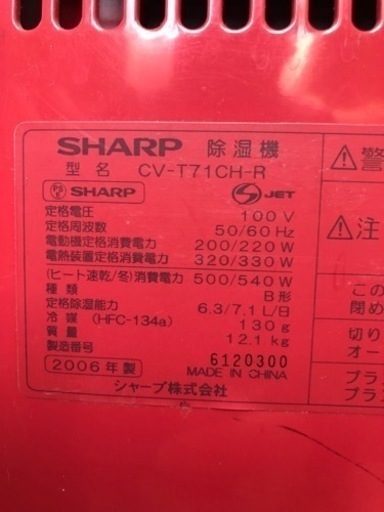 SHARP 除湿機
型 名 CV-T71CH-R
PS E SHARP
S JET
定格電圧 100 V
定格周波数 50/60 Hz
電動機定格消費電力 200/220 W
電熱装置定格消費電力 320/330 W
(ヒート速乾/冬)消費電力 500/540 W
種類 B 形
定格除湿能力 6.3/7.1 L/日
冷 媒 (HFC-134a) 130 g
質量 12.1 kg
製造番号 6120300
2006 年 製 MADE IN CHINA
シャープ株式会社
警
注
この
閉め
切り
オー
プラ
プラ